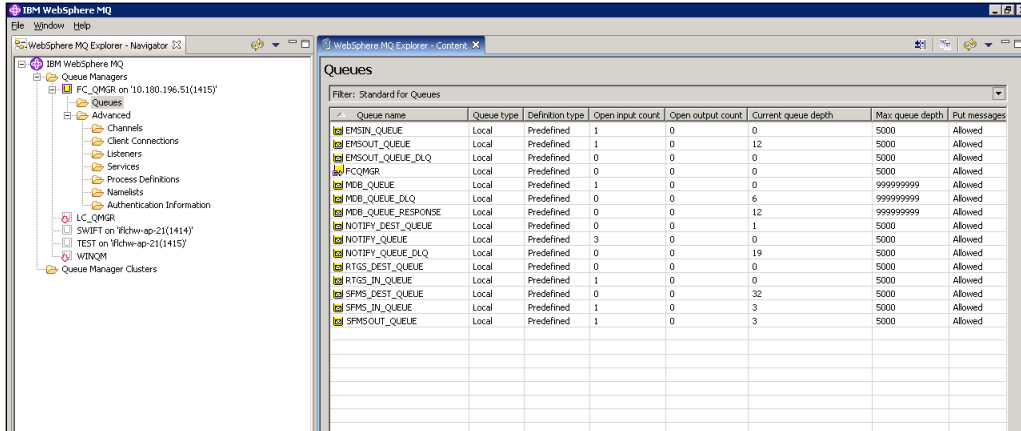 IBM WebSphere MQ
File Window Help
WebSphere MQ Explorer - Navigator
IBM WebSphere MQ
Queue Managers
FC_QMGR on '10.180.196.51(1415)'
Queues
Advanced
Channels
Client Connections
Listeners
Services
Process Definitions
Namelists
Authentication Information
LC_QMGR
SWIFT on 'iflchw-ap-21(1414)'
TEST on 'iflchw-ap-21(1415)'
WINQM
Queue Manager Clusters
WebSphere MQ Explorer - Content
Queues
Filter: Standard for Queues
Queue name Queue type Definition type Open input count Open output count Current queue depth Max queue depth Put messages
EMSIN_QUEUE Local Predefined 1 0 0 5000 Allowed
EMSOUT_QUEUE Local Predefined 1 0 12 5000 Allowed
EMSOUT_QUEUE_DLQ Local Predefined 0 0 0 5000 Allowed
FCQMGR Local Predefined 0 0 0 5000 Allowed
MDB_QUEUE Local Predefined 1 0 0 999999999 Allowed
MDB_QUEUE_DLQ Local Predefined 0 0 6 999999999 Allowed
MDB_QUEUE_RESPONSE Local Predefined 0 0 12 999999999 Allowed
NOTIFY_DEST_QUEUE Local Predefined 0 0 1 5000 Allowed
NOTIFY_QUEUE Local Predefined 3 0 0 5000 Allowed
NOTIFY_QUEUE_DLQ Local Predefined 0 0 19 5000 Allowed
RTGS_DEST_QUEUE Local Predefined 0 0 0 5000 Allowed
RTGS_IN_QUEUE Local Predefined 1 0 0 5000 Allowed
SFMS_DEST_QUEUE Local Predefined 0 0 32 5000 Allowed
SFMS_IN_QUEUE Local Predefined 1 0 3 5000 Allowed
SFMSOUT_QUEUE Local Predefined 1 0 3 5000 Allowed